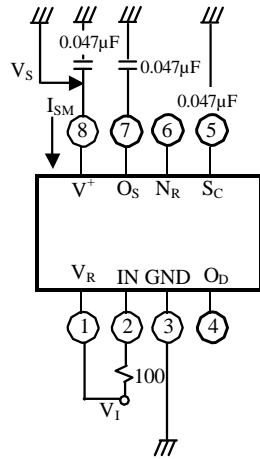 0.047µF
V_S
0.047µF
0.047µF
I_SM
8
7
6
5
V⁺
O_S
N_R
S_C
V_R
IN
GND
O_D
1
2
3
4
100
V_I